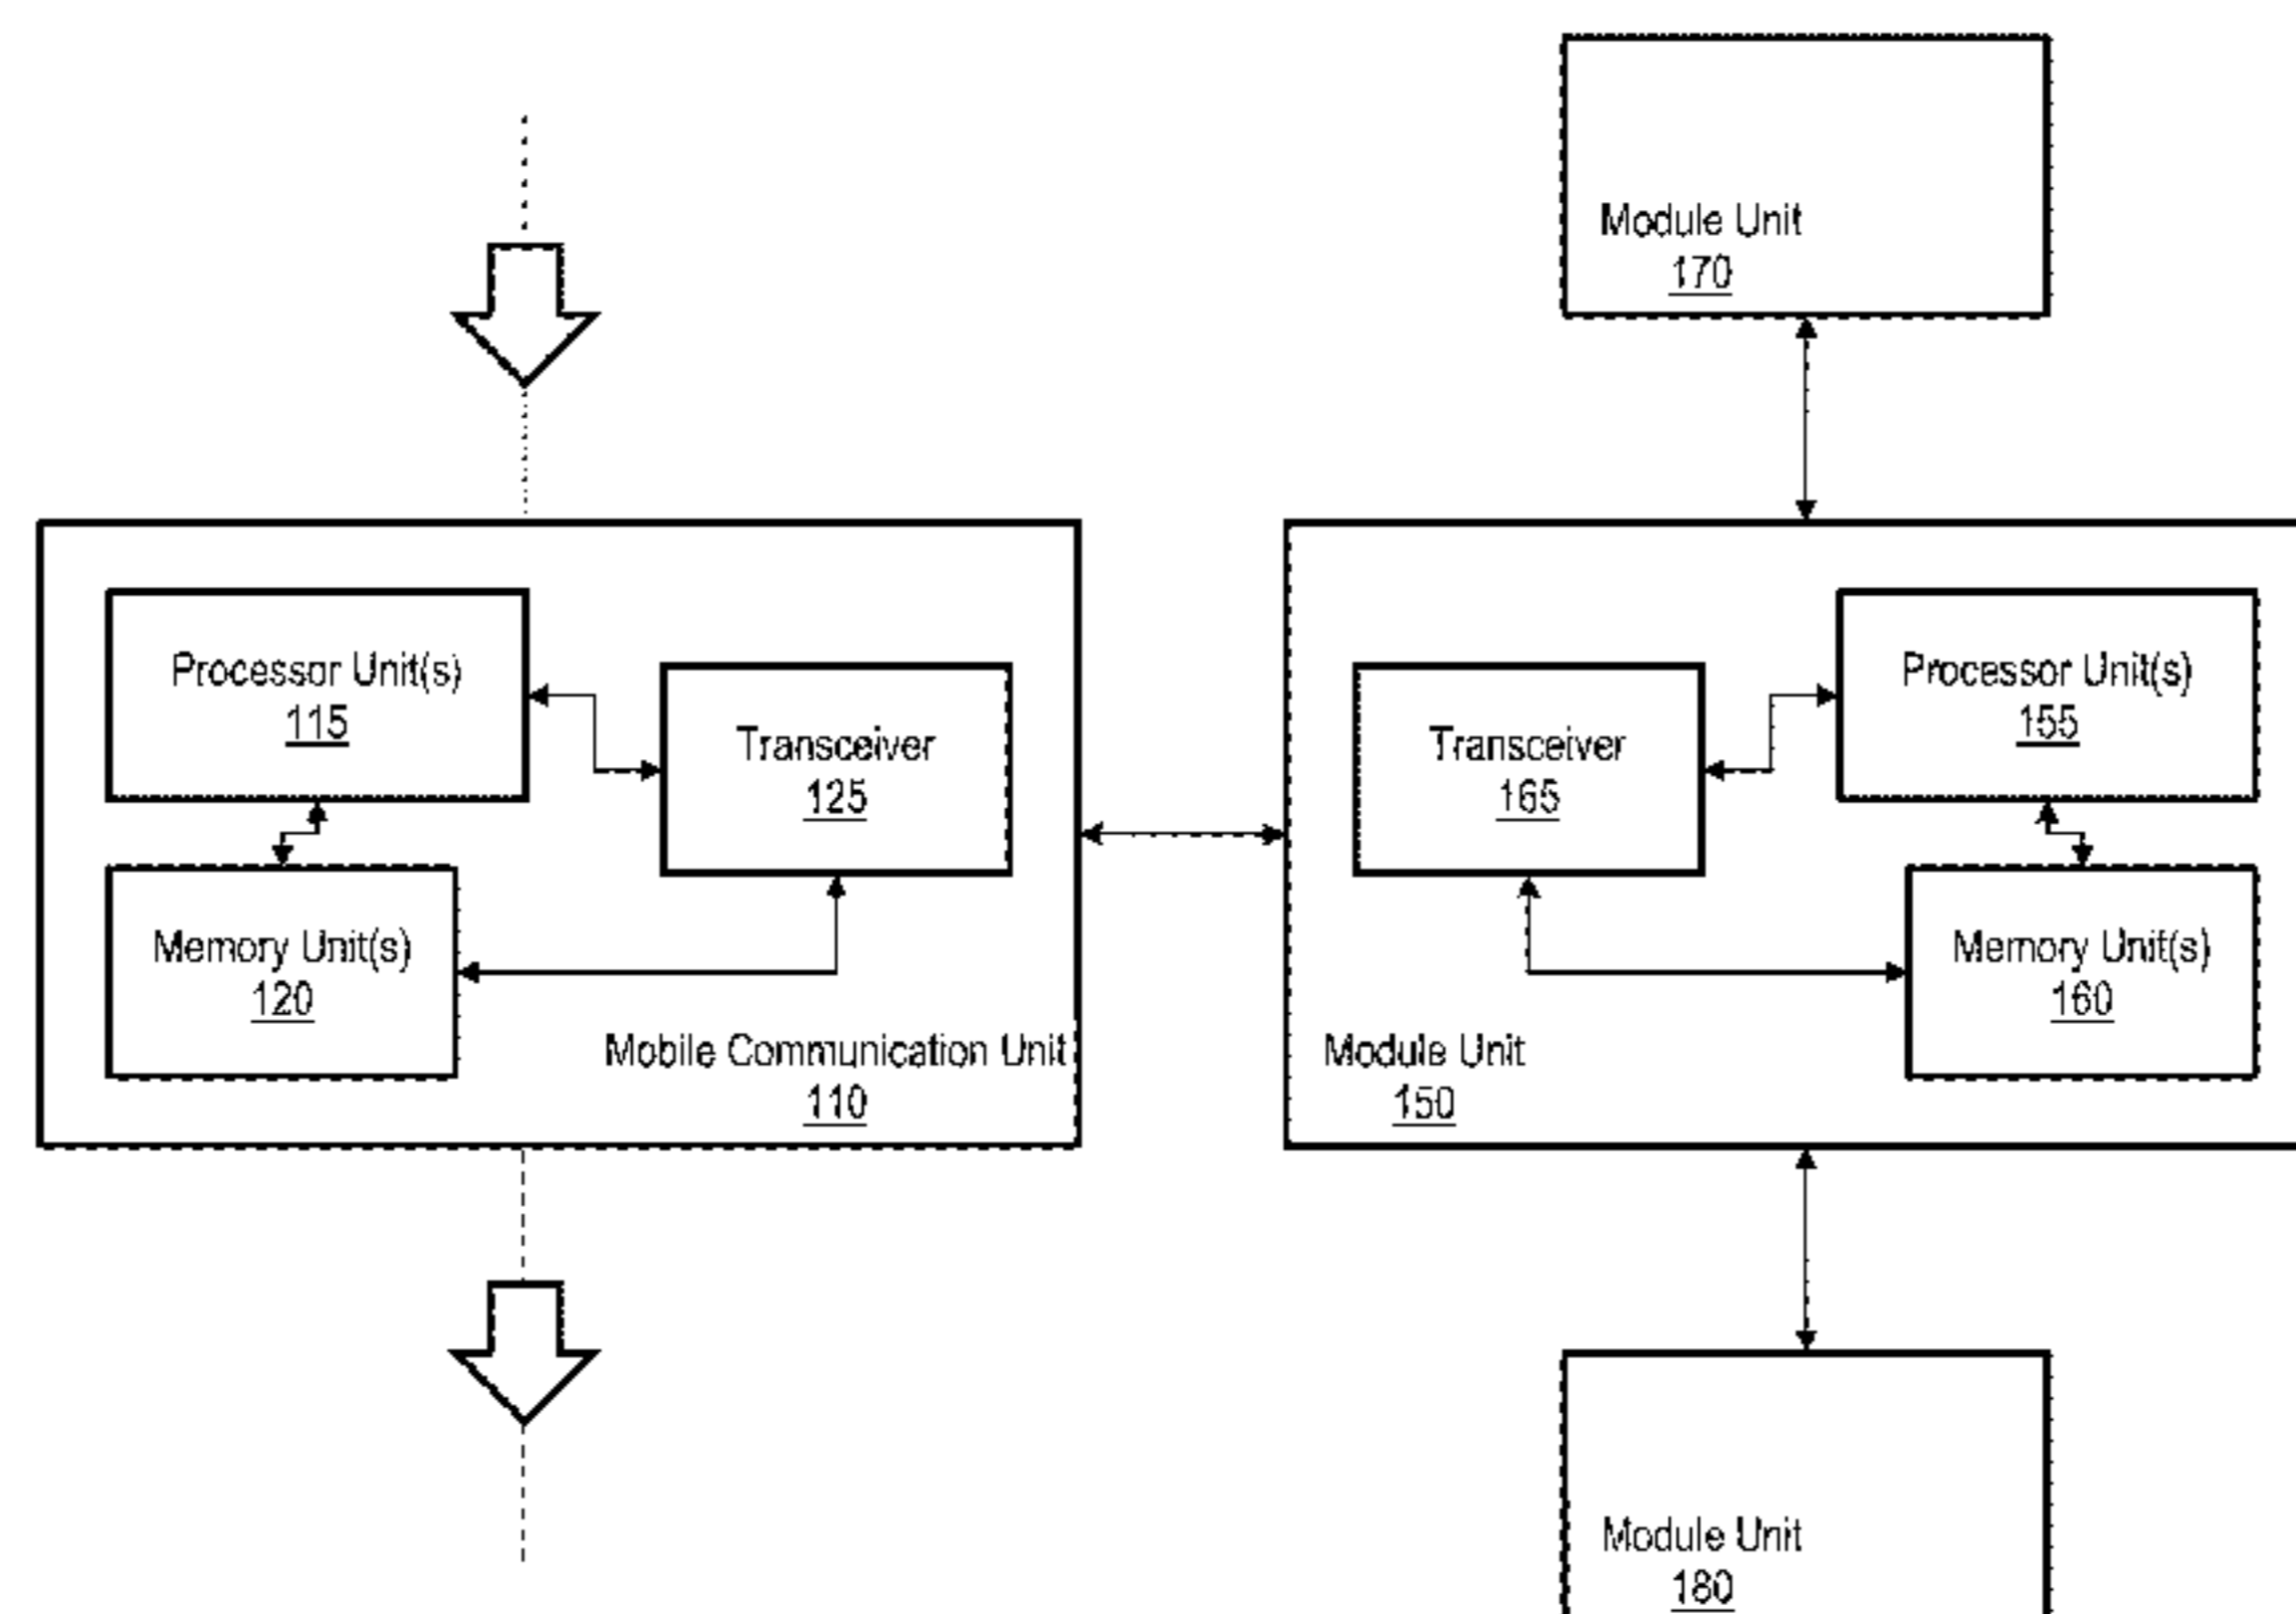 Module Unit
170
Processor Unit(s)
115
Transceiver
125
Memory Unit(s)
120
Mobile Communication Unit
110
Transceiver
165
Processor Unit(s)
155
Memory Unit(s)
160
Module Unit
150
Module Unit
180